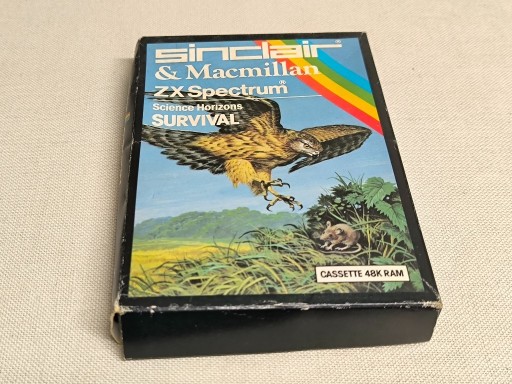 sinclair
& Macmillan
ZX Spectrum®
Science Horizons
SURVIVAL
CASSETTE 48K RAM